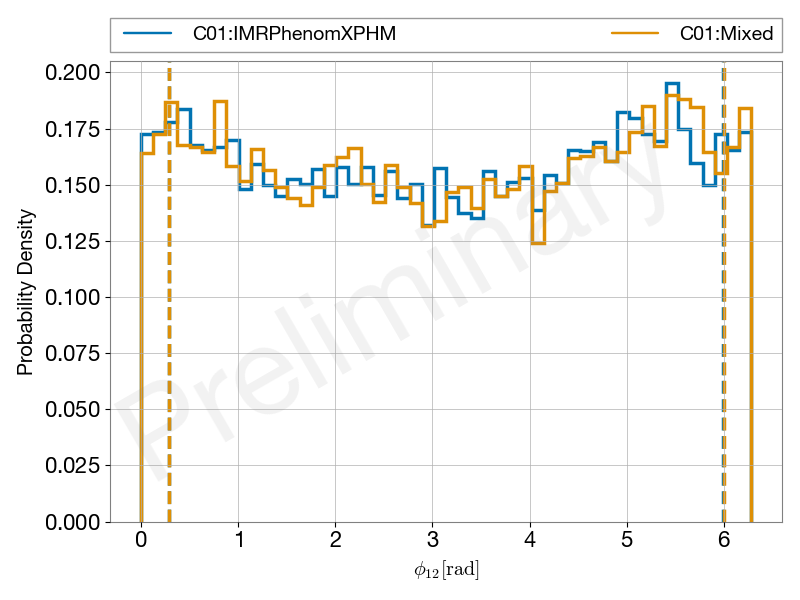 C01:IMRPhenomXPHM C01:Mixed
0.200
0.175
0.150
0.125
0.100
0.075
0.050
0.025
0.000
Probability Density
Preliminary
0 1 2 3 4 5 6
ϕ₁₂[rad]